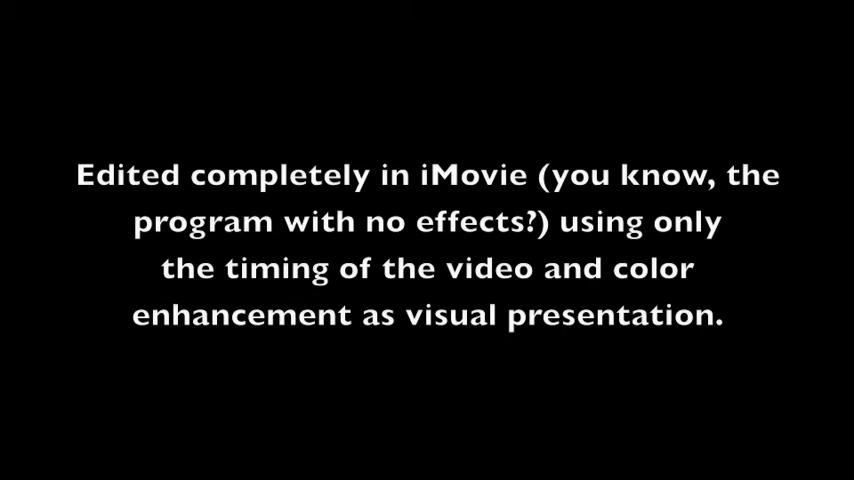 Edited completely in iMovie (you know, the
program with no effects?) using only
the timing of the video and color
enhancement as visual presentation.